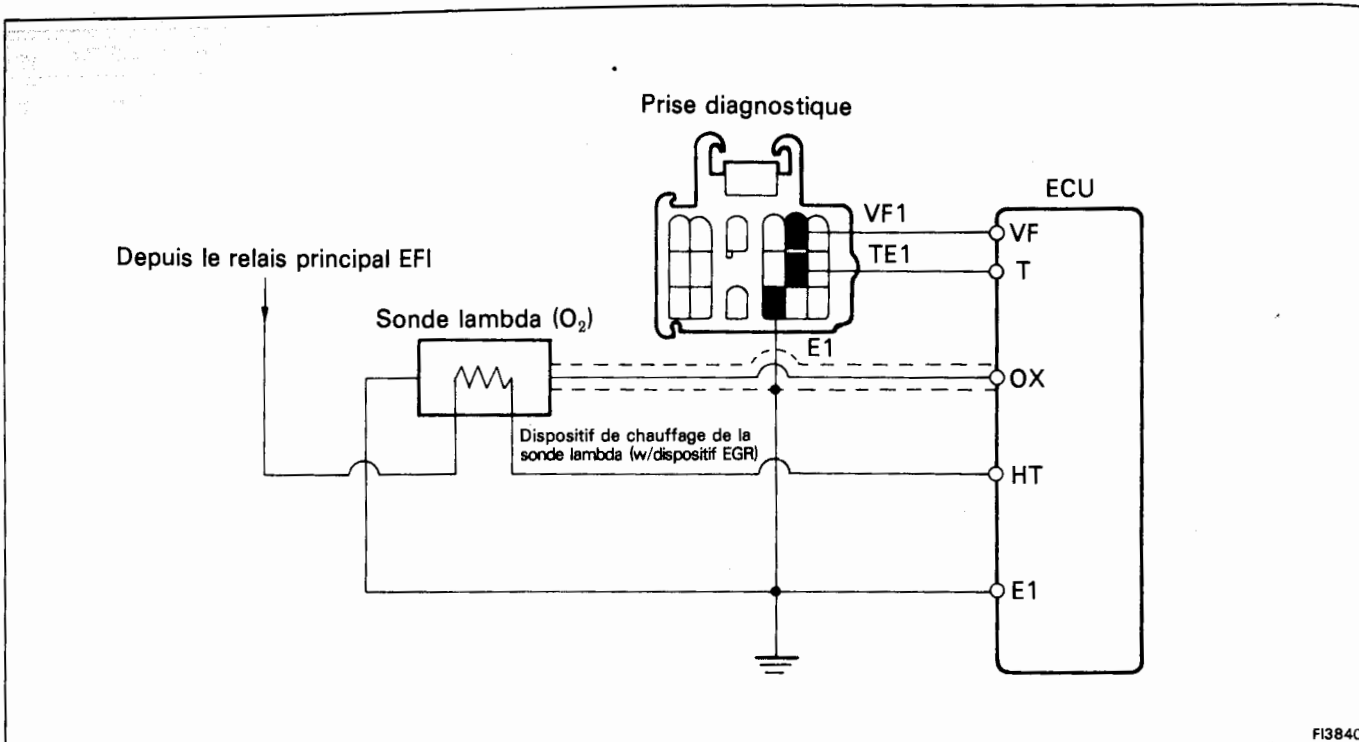 Prise diagnostique
ECU
VF1
VF
TE1
T
Depuis le relais principal EFI
Sonde lambda (O₂)
E1
OX
Dispositif de chauffage de la
sonde lambda (w/dispositif EGR)
HT
E1
FI3840